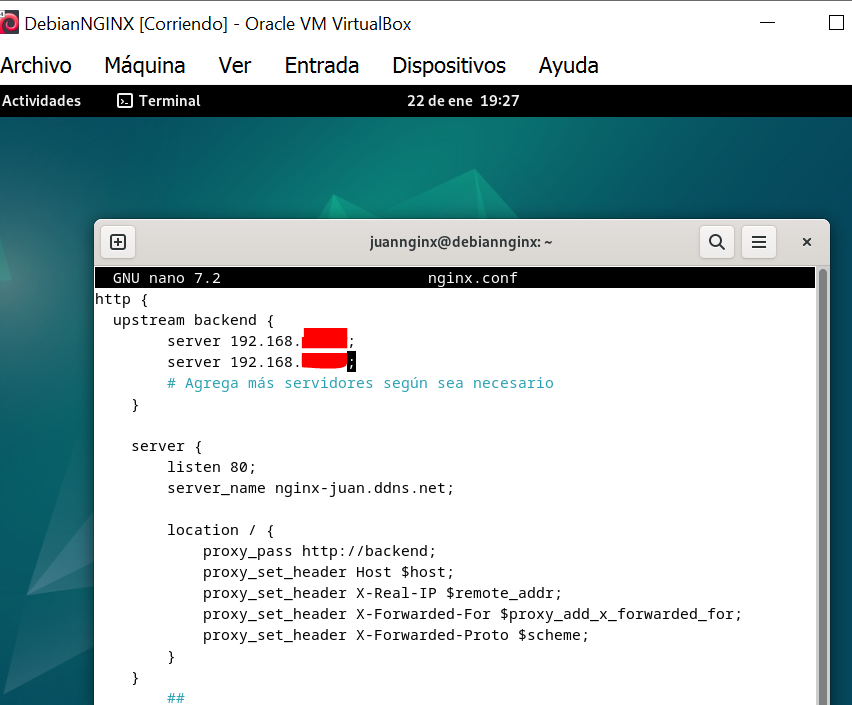 DebianNGINX [Corriendo] - Oracle VM VirtualBox
Archivo Máquina Ver Entrada Dispositivos Ayuda
Actividades Terminal 22 de ene 19:27
juannginx@debiannginx: ~
GNU nano 7.2 nginx.conf
http {
upstream backend {
server 192.168. ;
server 192.168. ;
# Agrega más servidores según sea necesario
}
server {
listen 80;
server_name nginx-juan.ddns.net;
location / {
proxy_pass http://backend;
proxy_set_header Host $host;
proxy_set_header X-Real-IP $remote_addr;
proxy_set_header X-Forwarded-For $proxy_add_x_forwarded_for;
proxy_set_header X-Forwarded-Proto $scheme;
}
}
##